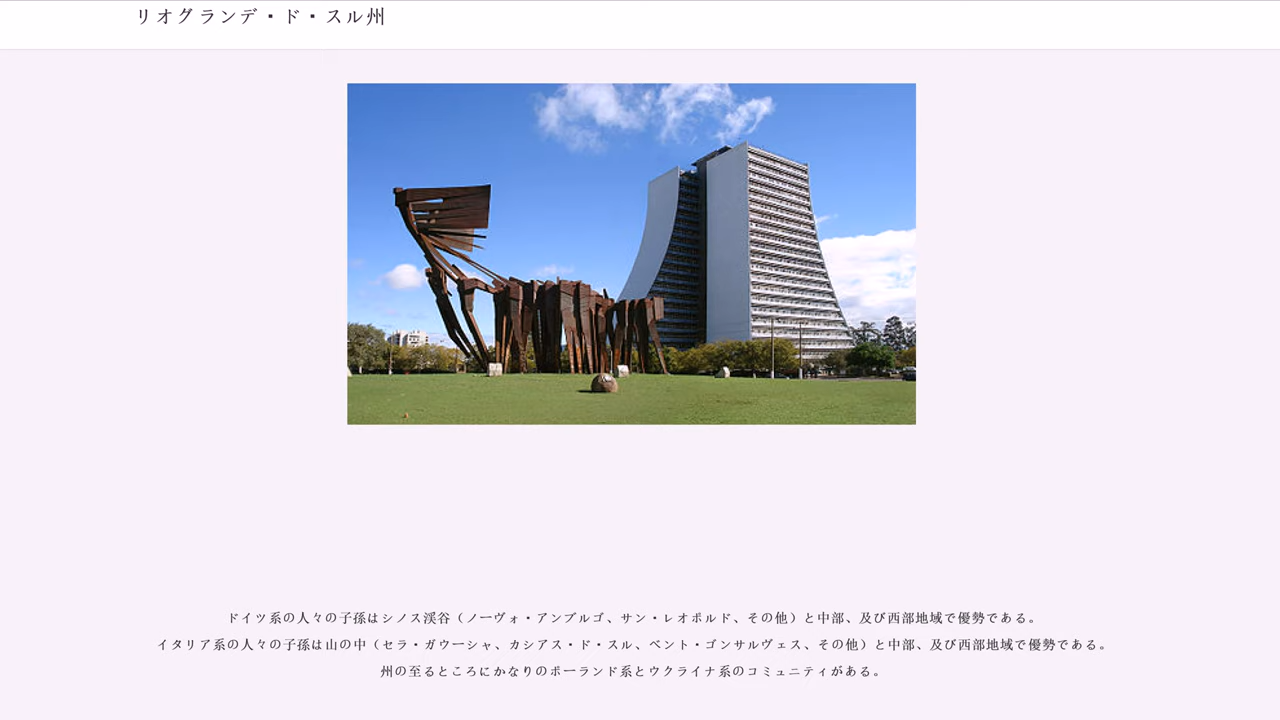 リオグランデ・ド・スル州
ドイツ系の人々の子孫はシノス渓谷（ノーヴォ・アンブルゴ、サン・レオポルド、その他）と中部、及び西部地域で優勢である。
イタリア系の人々の子孫は山の中（セラ・ガウーシャ、カシアス・ド・スル、ベント・ゴンサルヴェス、その他）と中部、及び西部地域で優勢である。
州の至るところにかなりのポーランド系とウクライナ系のコミュニティがある。